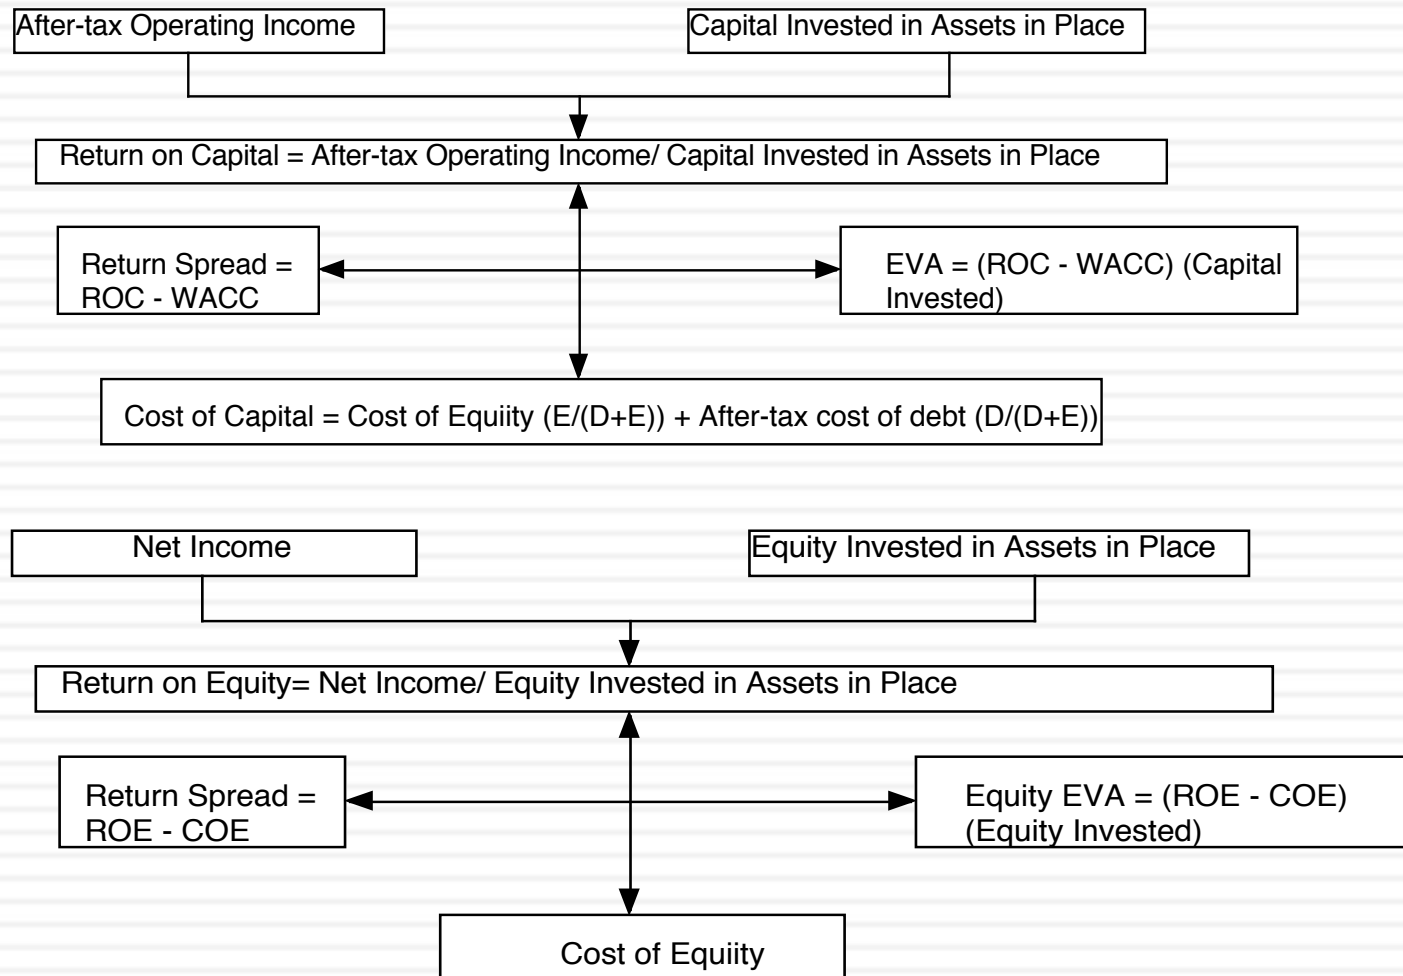 After-tax Operating Income
Capital Invested in Assets in Place
Return on Capital = After-tax Operating Income/ Capital Invested in Assets in Place
Return Spread =
ROC - WACC
EVA = (ROC - WACC) (Capital
Invested)
Cost of Capital = Cost of Equiity (E/(D+E)) + After-tax cost of debt (D/(D+E))
Net Income
Equity Invested in Assets in Place
Return on Equity= Net Income/ Equity Invested in Assets in Place
Return Spread =
ROE - COE
Equity EVA = (ROE - COE)
(Equity Invested)
Cost of Equiity